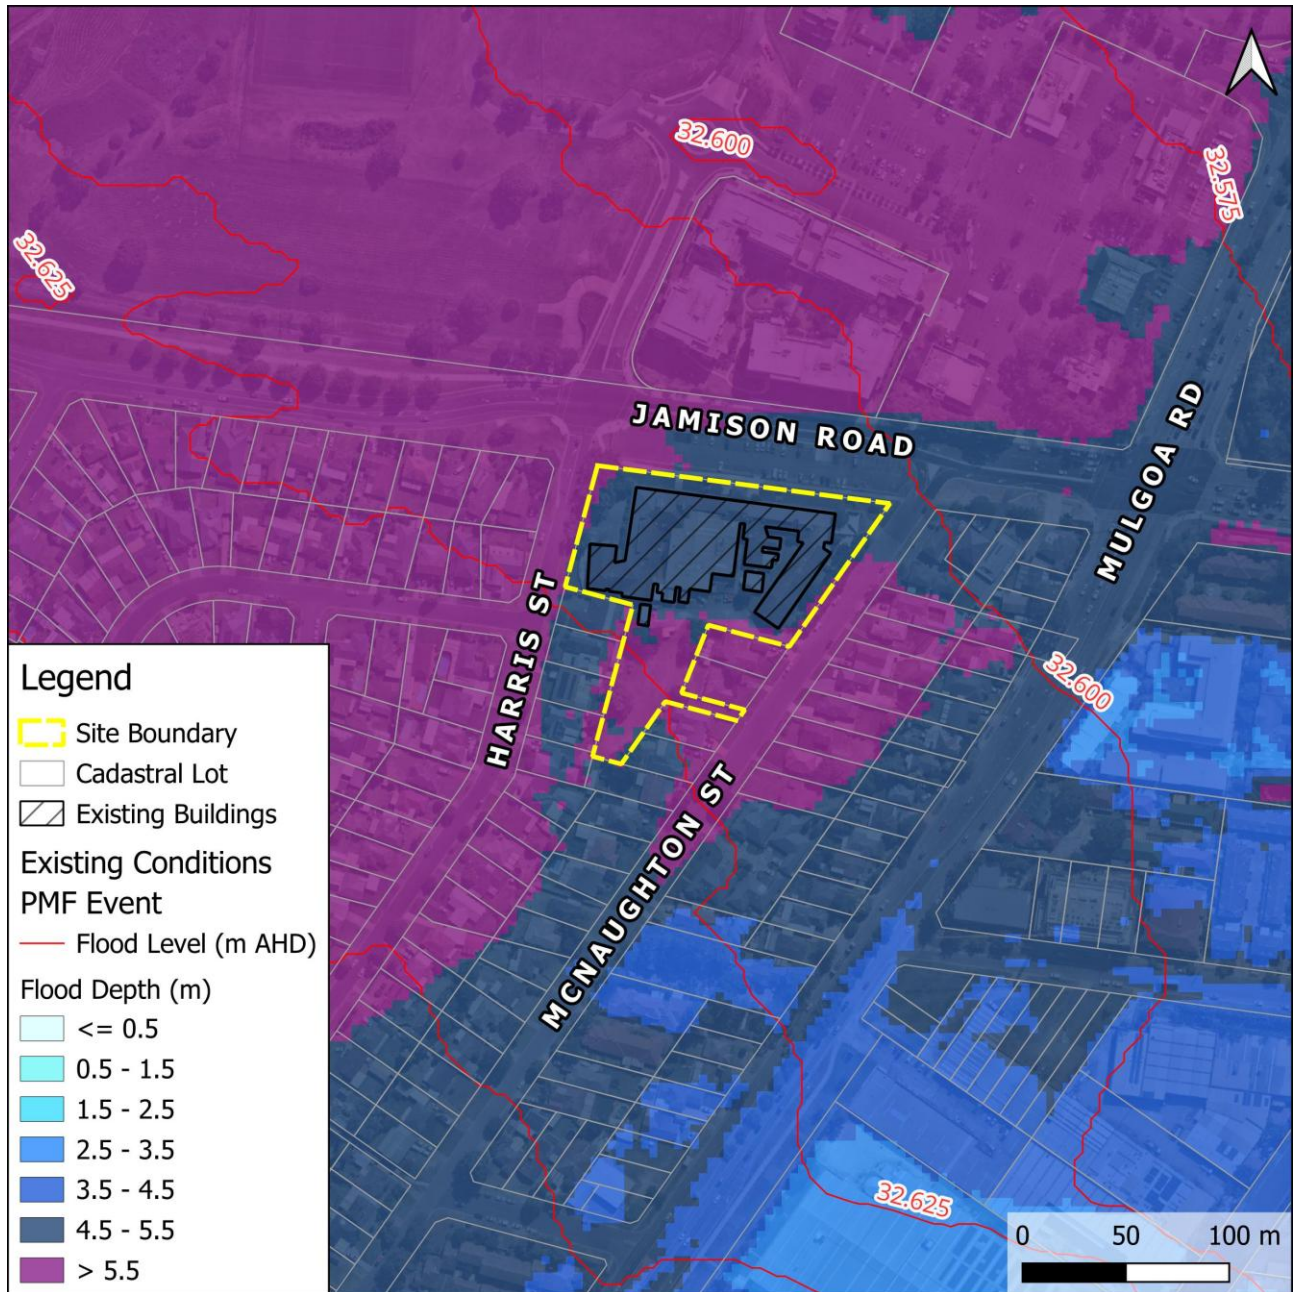 32.600
32.575
32.625
JAMISON ROAD
MULGOA RD
HARRIS ST
32.600
MCNAUGHTON ST
32.625
Legend
Site Boundary
Cadastral Lot
Existing Buildings
Existing Conditions
PMF Event
Flood Level (m AHD)
Flood Depth (m)
<= 0.5
0.5 - 1.5
1.5 - 2.5
2.5 - 3.5
3.5 - 4.5
4.5 - 5.5
> 5.5
0 50 100 m